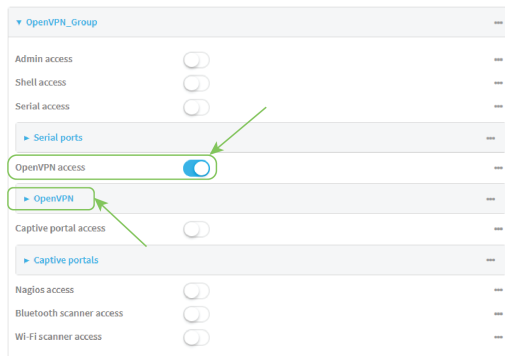 OpenVPN_Group
Admin access
Shell access
Serial access
Serial ports
OpenVPN access
OpenVPN
Captive portal access
Captive portals
Nagios access
Bluetooth scanner access
Wi-Fi scanner access